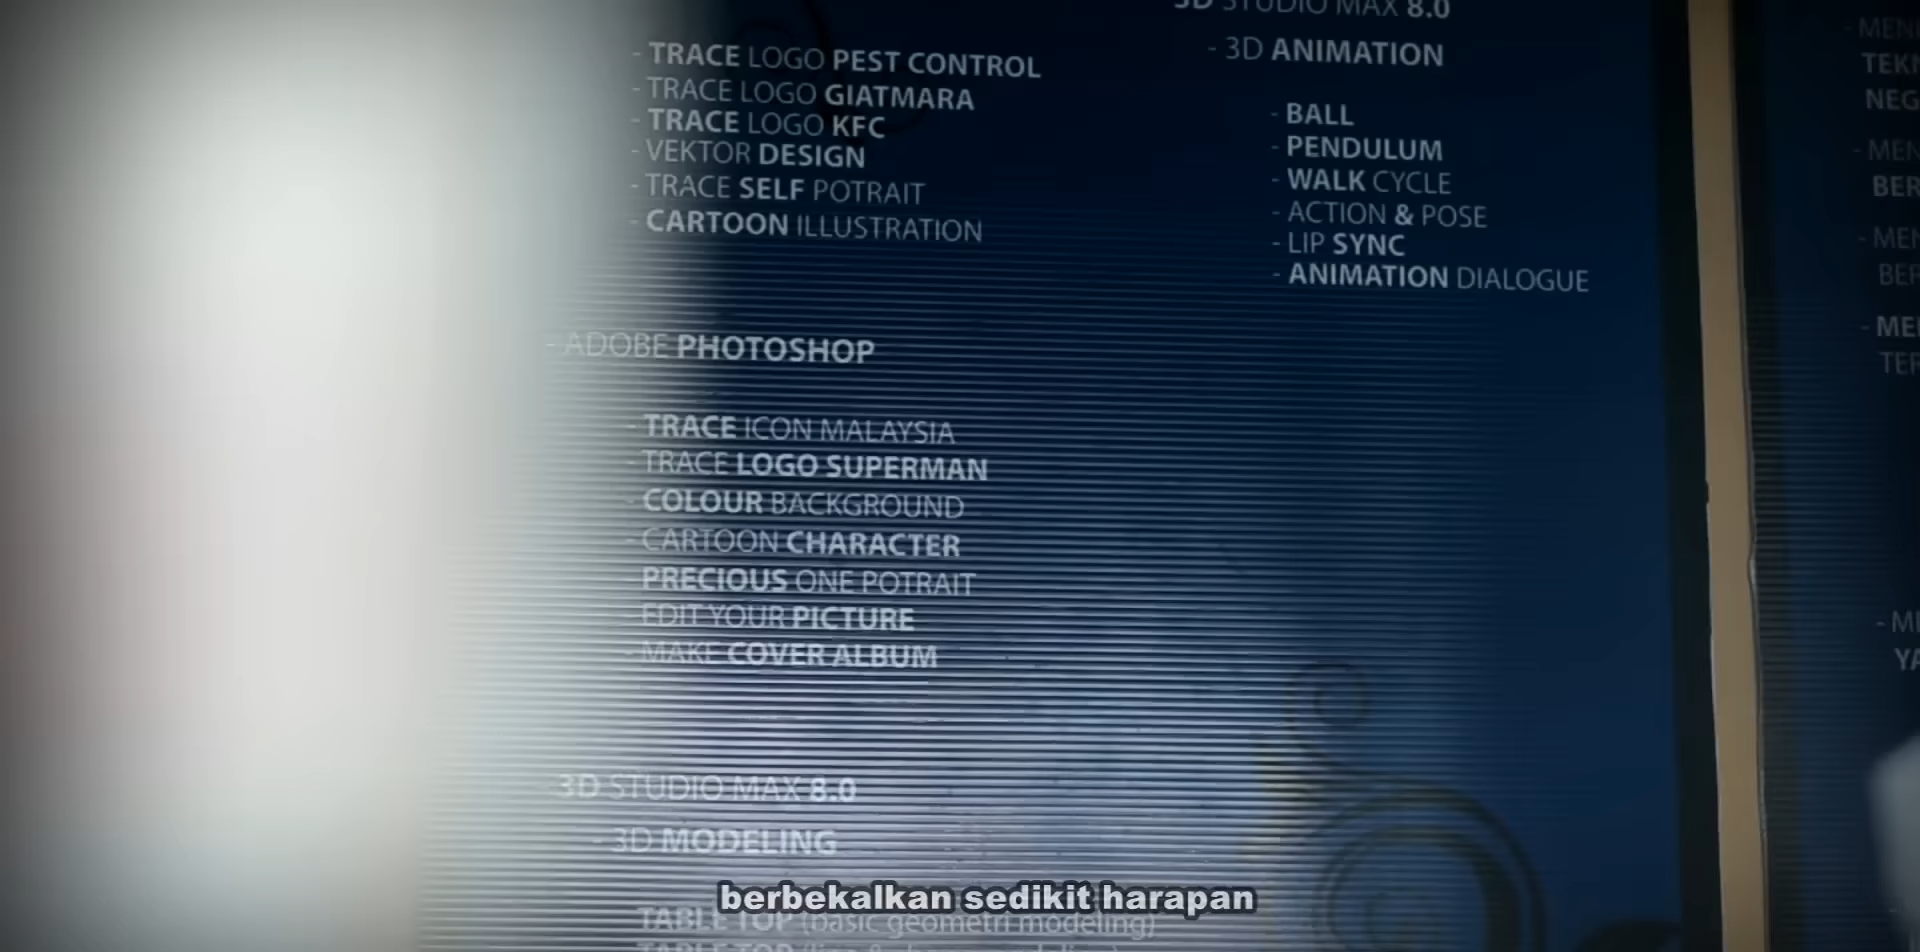 - TRACE LOGO PEST CONTROL
- TRACE LOGO GIATMARA
- TRACE LOGO KFC
- VEKTOR DESIGN
- TRACE SELF POTRAIT
- CARTOON ILLUSTRATION
- ADOBE PHOTOSHOP
- TRACE ICON MALAYSIA
- TRACE LOGO SUPERMAN
- COLOUR BACKGROUND
- CARTOON CHARACTER
PRECIOUS ONE POTRAIT
- EDIT YOUR PICTURE
- MAKE COVER ALBUM
3D STUDIO MAX 8.0
- 3D MODELING
TABLE TOP (basic geometri modeling)
TABLE TOP
3D STUDIO MAX 8.0
- 3D ANIMATION
- BALL
- PENDULUM
- WALK CYCLE
- ACTION & POSE
- LIP SYNC
- ANIMATION DIALOGUE
berbekalkan sedikit harapan